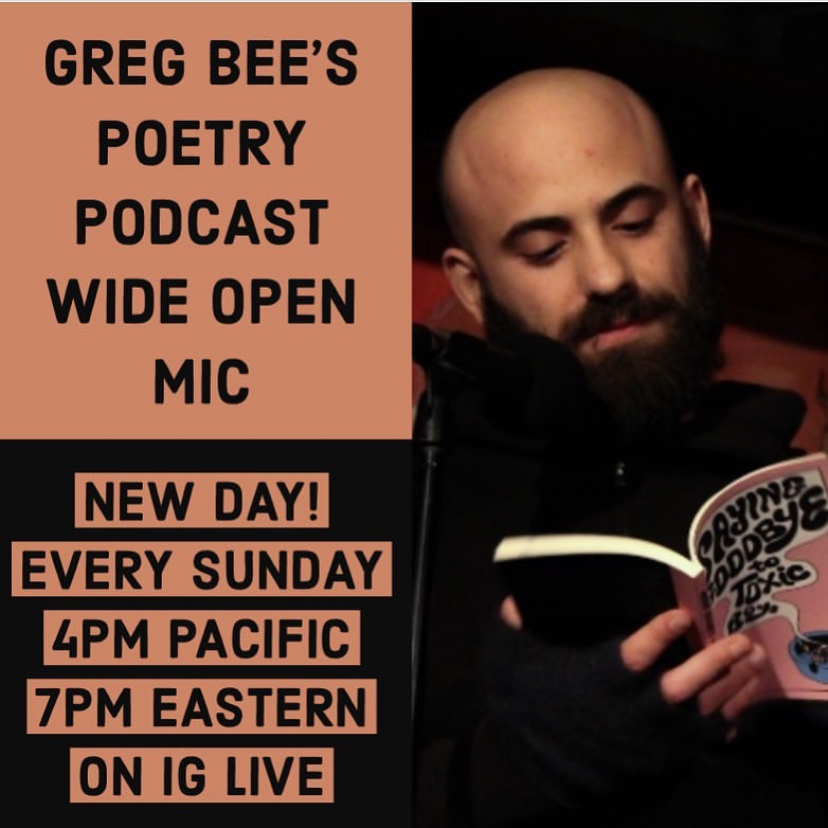 GREG BEE'S
POETRY
PODCAST
WIDE OPEN
MIC
NEW DAY!
EVERY SUNDAY
4PM PACIFIC
7PM EASTERN
ON IG LIVE
SAYING
GOODBYE
to
TOXIC